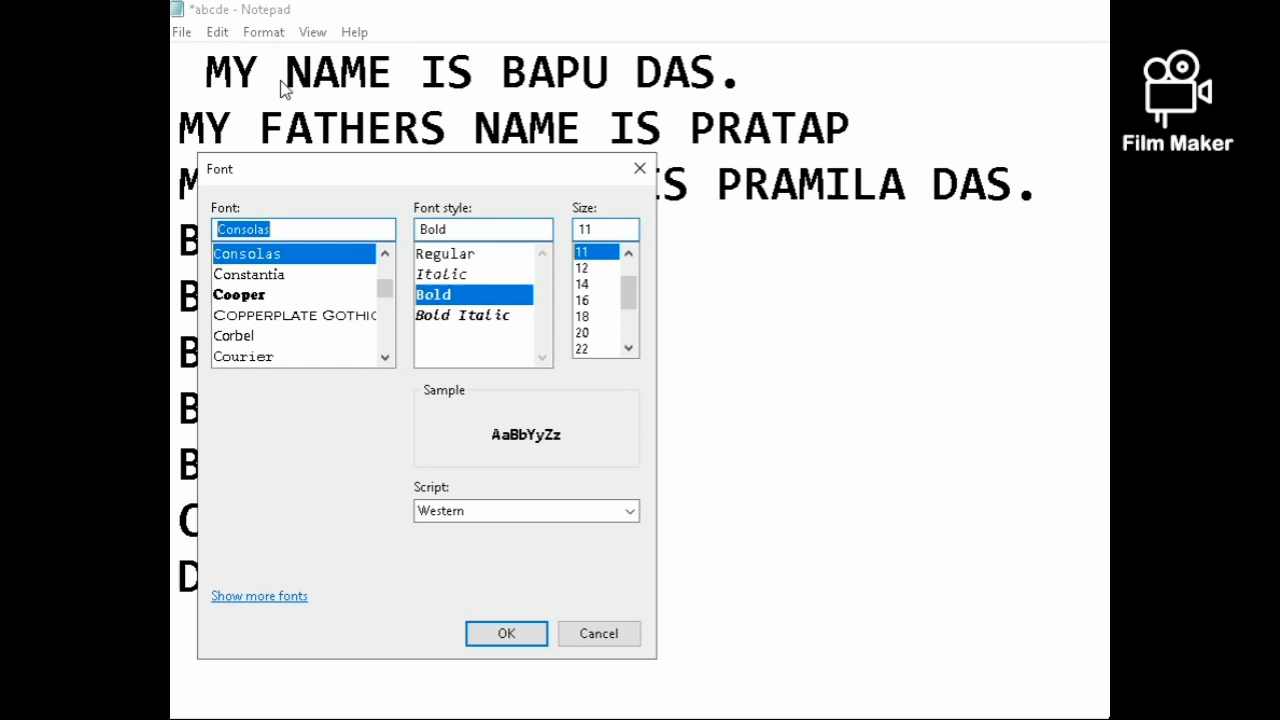 *abcde - Notepad
File Edit Format View Help
MY NAME IS BAPU DAS.
MY FATHERS NAME IS PRATAP
M IS PRAMILA DAS.
Film Maker
Font
Font: Font style: Size:
Consolas Bold 11
Consolas Regular 11
Constantia Italic 12
Cooper Bold 14
COPPERPLATE GOTHIC Bold Italic 16
Corbel 18
Courier 20
22
B
B
B
B
B
C
D
Sample
AaBbYyZz
Script:
Western
Show more fonts
OK Cancel